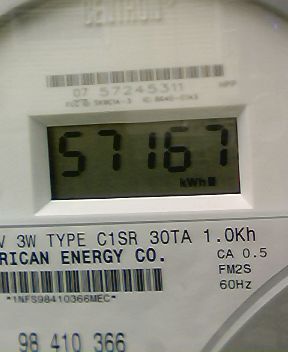 CENTRON
07 57245311
57167
kWh
V 3W TYPE C1SR 30TA 1.0Kh
RICAN ENERGY CO.
CA 0.5
FM2S
60Hz
*1NFS98410366MEC*
98 410 366